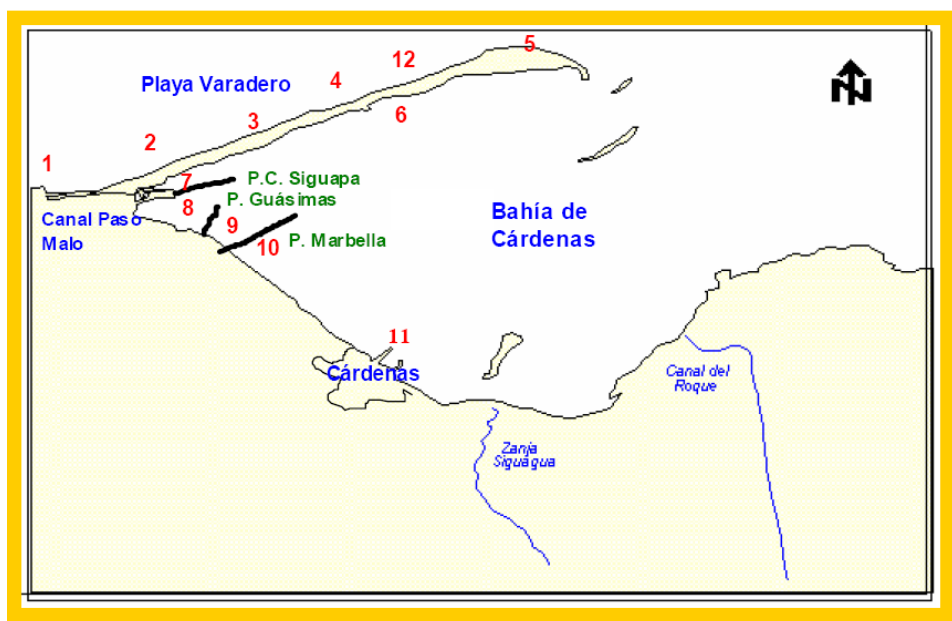 5
12
4
Playa Varadero
N
6
3
2
1
7
P.C. Siguapa
P. Guásimas
8
9
Canal Paso
Malo
10
P. Marbella
Bahía de
Cárdenas
11
Cárdenas
Canal del
Roque
Zanja
Siguagua